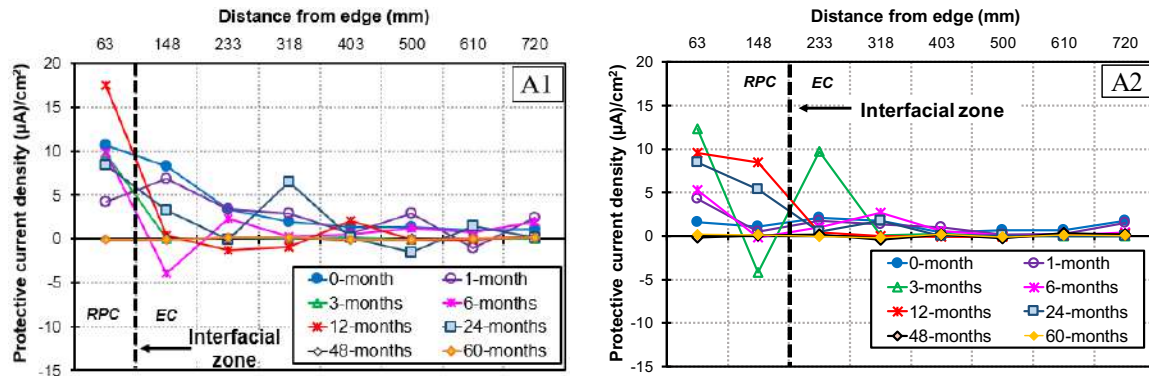 Distance from edge (mm)
63 148 233 318 403 500 610 720
Protective current density (µA)/cm²
20
15
10
5
0
-5
-10
-15
A1
RPC EC
Interfacial
zone
0-month 1-month
3-months 6-months
12-months 24-months
48-months 60-months
Distance from edge (mm)
63 148 233 318 403 500 610 720
Protective current density (µA)/cm²
20
15
10
5
0
-5
-10
-15
A2
RPC EC
Interfacial zone
0-month 1-month
3-months 6-months
12-months 24-months
48-months 60-months